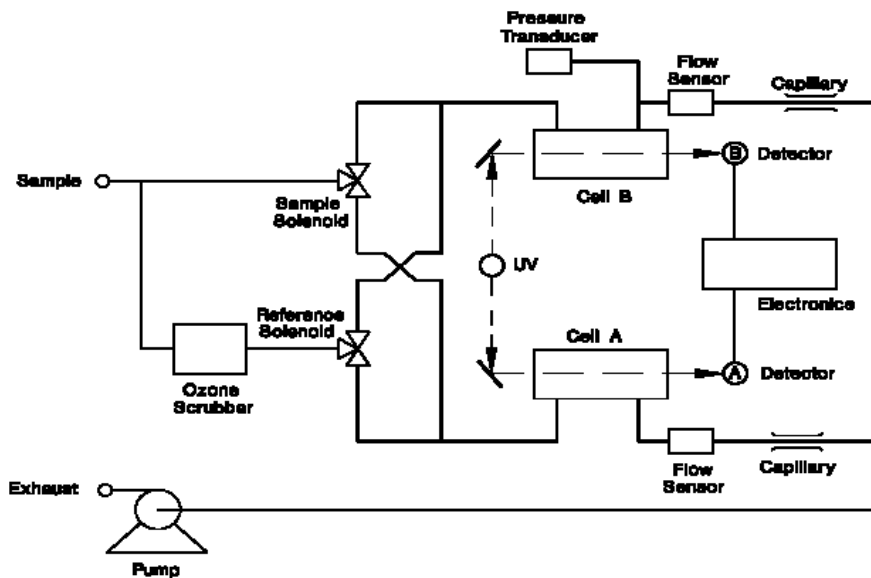 Pressure
Transducer
Flow
Sensor
Capillary
Sample
Sample
Solenoid
Cell B
B
Detector
UV
Electronics
Reference
Solenoid
Cell A
Ozone
Scrubber
A
Detector
Flow
Sensor
Capillary
Exhaust
Pump